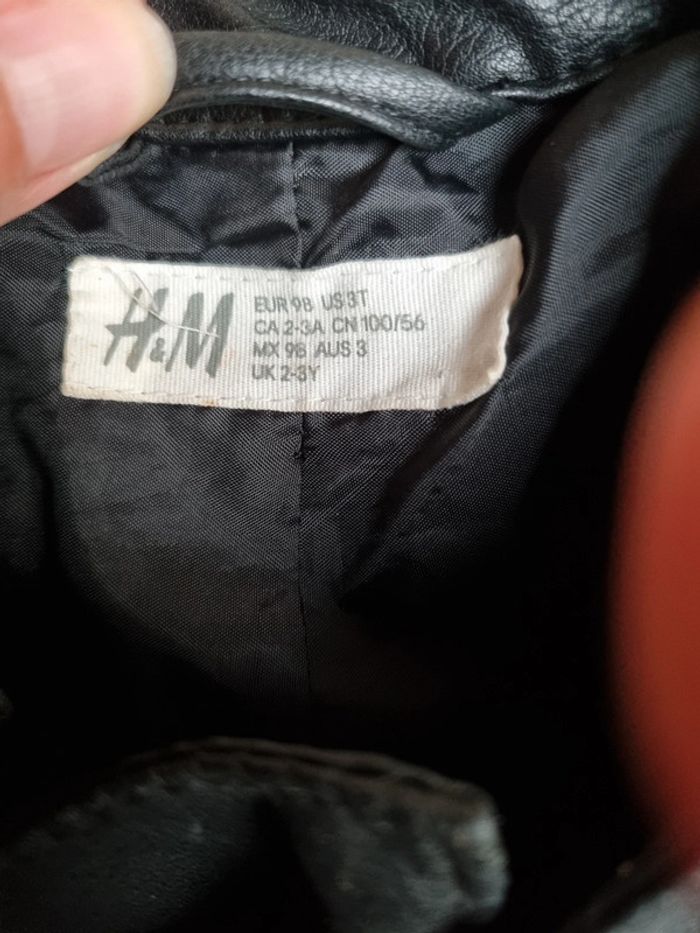 H&M
EUR 98 US 3T
CA 2-3A CN 100/56
MX 98 AUS 3
UK 2-3Y